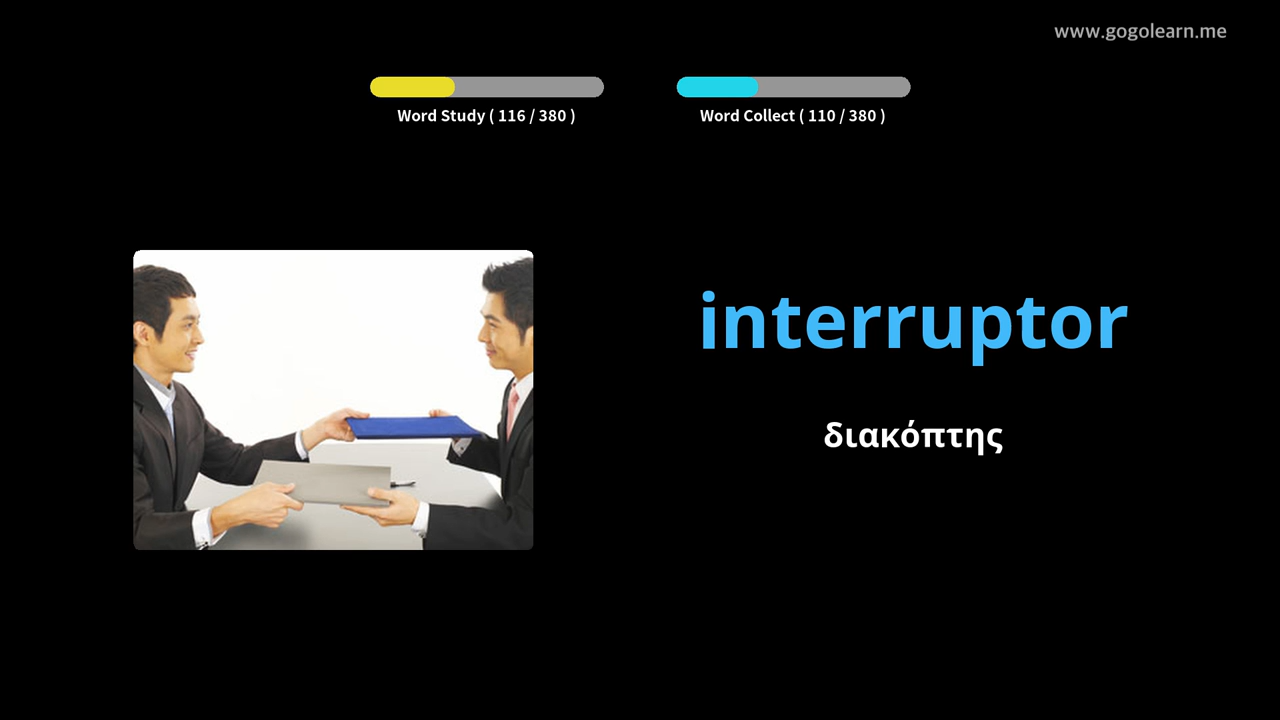 www.gogolearn.me
Word Study ( 116 / 380 )
Word Collect ( 110 / 380 )
interruptor
διακόπτης